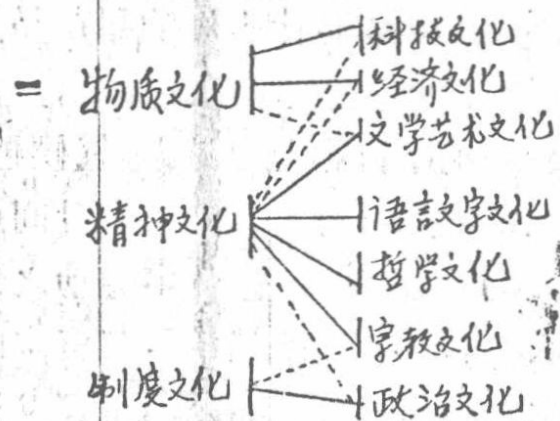 科技文化
= 物质文化
经济文化
文学艺术文化
精神文化
语言文字文化
哲学文化
宗教文化
制度文化
政治文化